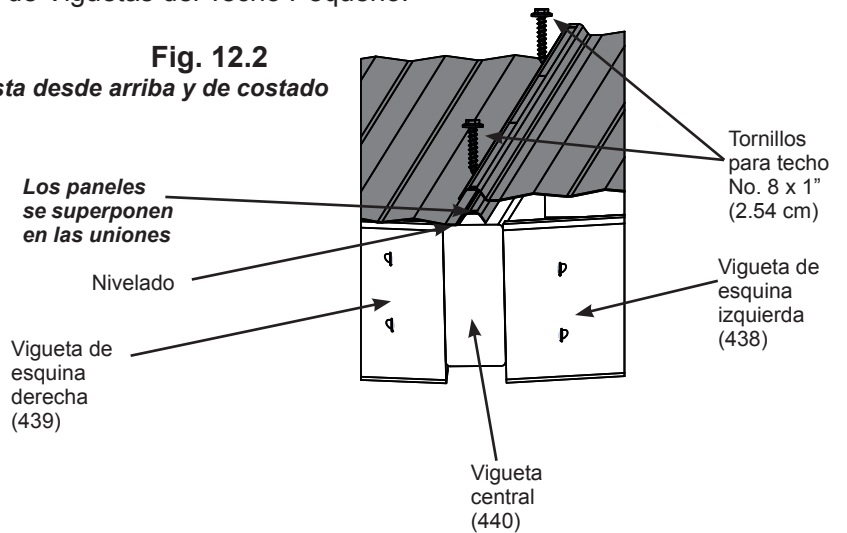 de Viguetas del Techo Pequeño.
Fig. 12.2
sta desde arriba y de costado
Los paneles
se superponen
en las uniones
Nivelado
Vigueta de
esquina
derecha
(439)
Tornillos
para techo
No. 8 x 1”
(2.54 cm)
Vigueta de
esquina
izquierda
(438)
Vigueta
central
(440)